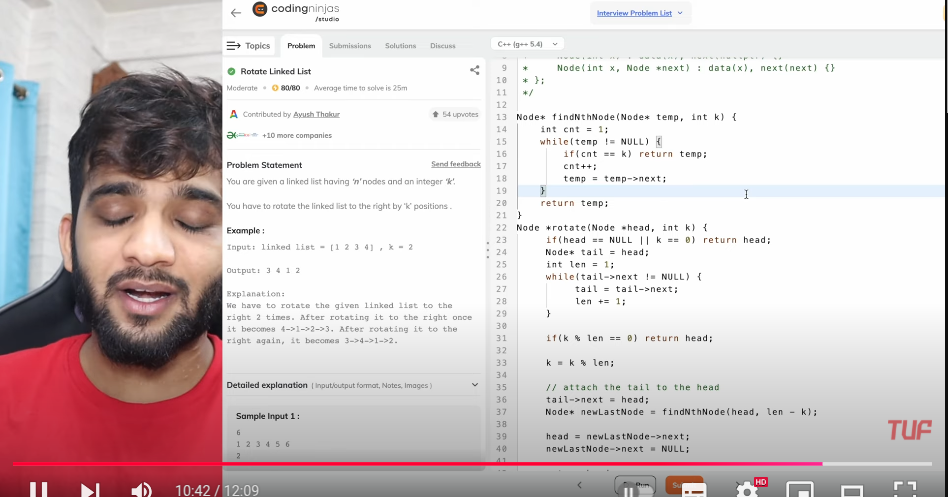 codingninjas
/studio
Interview Problem List
Topics
Problem
Submissions
Solutions
Discuss
C++ (g++ 5.4)
Rotate Linked List
Moderate
80/80
Average time to solve is 25m
Contributed by Ayush Thakur
54 upvotes
+10 more companies
Problem Statement
Send feedback
You are given a linked list having 'n' nodes and an integer 'k'.
You have to rotate the linked list to the right by 'k' positions .
Example :
Input: linked list = [1 2 3 4] , k = 2
Output: 3 4 1 2
Explanation:
We have to rotate the given linked list to the
right 2 times. After rotating it to the right once
it becomes 4->1->2->3. After rotating it to the
right again, it becomes 3->4->1->2.
Detailed explanation ( Input/output format, Notes, Images )
Sample Input 1 :
6
1 2 3 4 5 6
2
9 * Node(int x, Node *next) : data(x), next(next) {}
10 * };
11 */
12
13 Node* findNthNode(Node* temp, int k) {
14 int cnt = 1;
15 while(temp != NULL) {
16 if(cnt == k) return temp;
17 cnt++;
18 temp = temp->next;
19 }
20 return temp;
21 }
22 Node *rotate(Node *head, int k) {
23 if(head == NULL || k == 0) return head;
24 Node* tail = head;
25 int len = 1;
26 while(tail->next != NULL) {
27 tail = tail->next;
28 len += 1;
29 }
30
31 if(k % len == 0) return head;
32
33 k = k % len;
34
35 // attach the tail to the head
36 tail->next = head;
37 Node* newLastNode = findNthNode(head, len - k);
38
39 head = newLastNode->next;
40 newLastNode->next = NULL;
TUF
10:42 / 12:09
HD